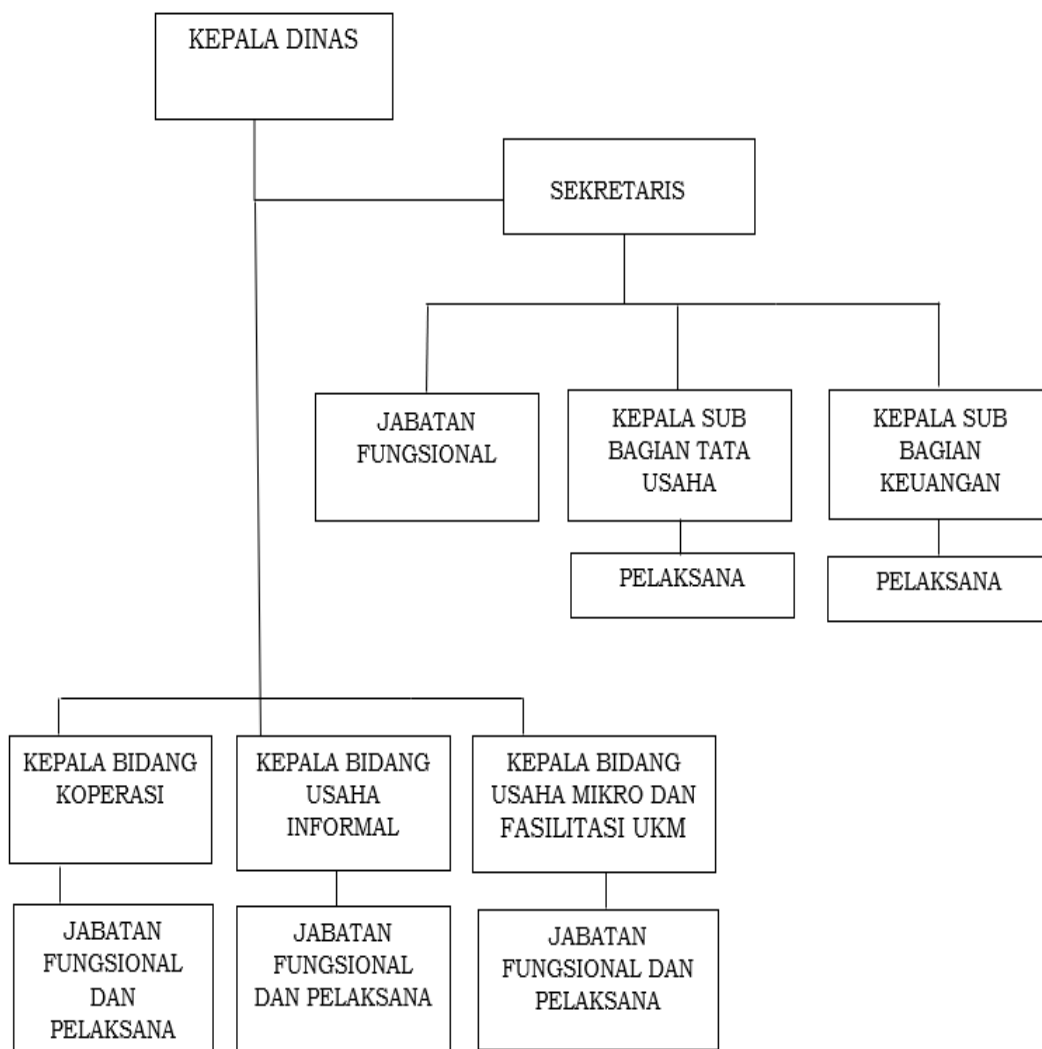 KEPALA DINAS
SEKRETARIS
JABATAN
FUNGSIONAL
KEPALA SUB
BAGIAN TATA
USAHA
KEPALA SUB
BAGIAN
KEUANGAN
PELAKSANA
PELAKSANA
KEPALA BIDANG
KOPERASI
KEPALA BIDANG
USAHA
INFORMAL
KEPALA BIDANG
USAHA MIKRO DAN
FASILITASI UKM
JABATAN
FUNGSIONAL
DAN
PELAKSANA
JABATAN
FUNGSIONAL
DAN PELAKSANA
JABATAN
FUNGSIONAL DAN
PELAKSANA